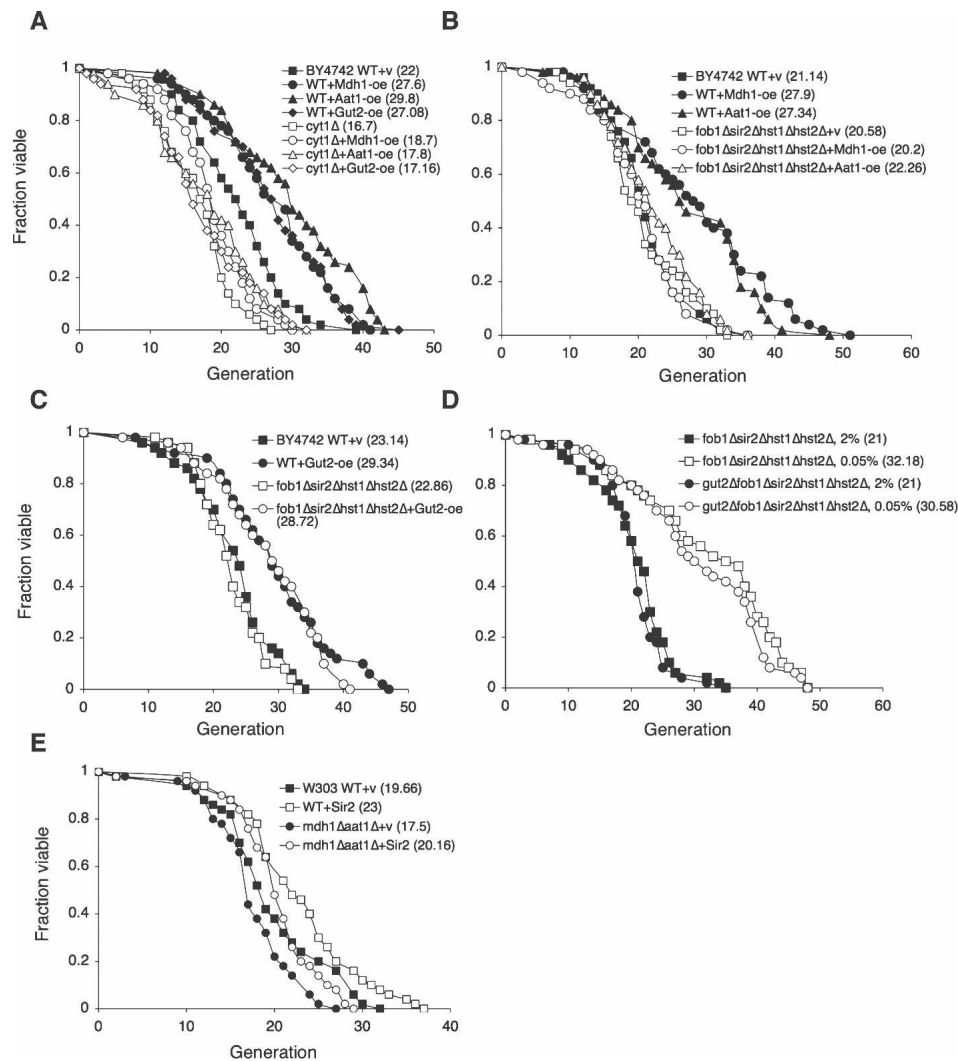 A
Fraction viable
1
0.8
0.6
0.4
0.2
0
0 10 20 30 40 50
Generation
BY4742 WT+v (22)
WT+Mdh1-oe (27.6)
WT+Aat1-oe (29.8)
WT+Gut2-oe (27.08)
cyt1Δ (16.7)
cyt1Δ+Mdh1-oe (18.7)
cyt1Δ+Aat1-oe (17.8)
cyt1Δ+Gut2-oe (17.16)
B
Fraction viable
1
0.8
0.6
0.4
0.2
0
0 10 20 30 40 50 60
Generation
BY4742 WT+v (21.14)
WT+Mdh1-oe (27.9)
WT+Aat1-oe (27.34)
fob1Δsir2Δhst1Δhst2Δ+v (20.58)
fob1Δsir2Δhst1Δhst2Δ+Mdh1-oe (20.2)
fob1Δsir2Δhst1Δhst2Δ+Aat1-oe (22.26)
C
Fraction viable
1
0.8
0.6
0.4
0.2
0
0 10 20 30 40 50
Generation
BY4742 WT+v (23.14)
WT+Gut2-oe (29.34)
fob1Δsir2Δhst1Δhst2Δ (22.86)
fob1Δsir2Δhst1Δhst2Δ+Gut2-oe
(28.72)
D
Fraction viable
1
0.8
0.6
0.4
0.2
0
0 10 20 30 40 50 60
Generation
fob1Δsir2Δhst1Δhst2Δ, 2% (21)
fob1Δsir2Δhst1Δhst2Δ, 0.05% (32.18)
gut2Δfob1Δsir2Δhst1Δhst2Δ, 2% (21)
gut2Δfob1Δsir2Δhst1Δhst2Δ, 0.05% (30.58)
E
Fraction viable
1
0.8
0.6
0.4
0.2
0
0 10 20 30 40
Generation
W303 WT+v (19.66)
WT+Sir2 (23)
mdh1Δaat1Δ+v (17.5)
mdh1Δaat1Δ+Sir2 (20.16)